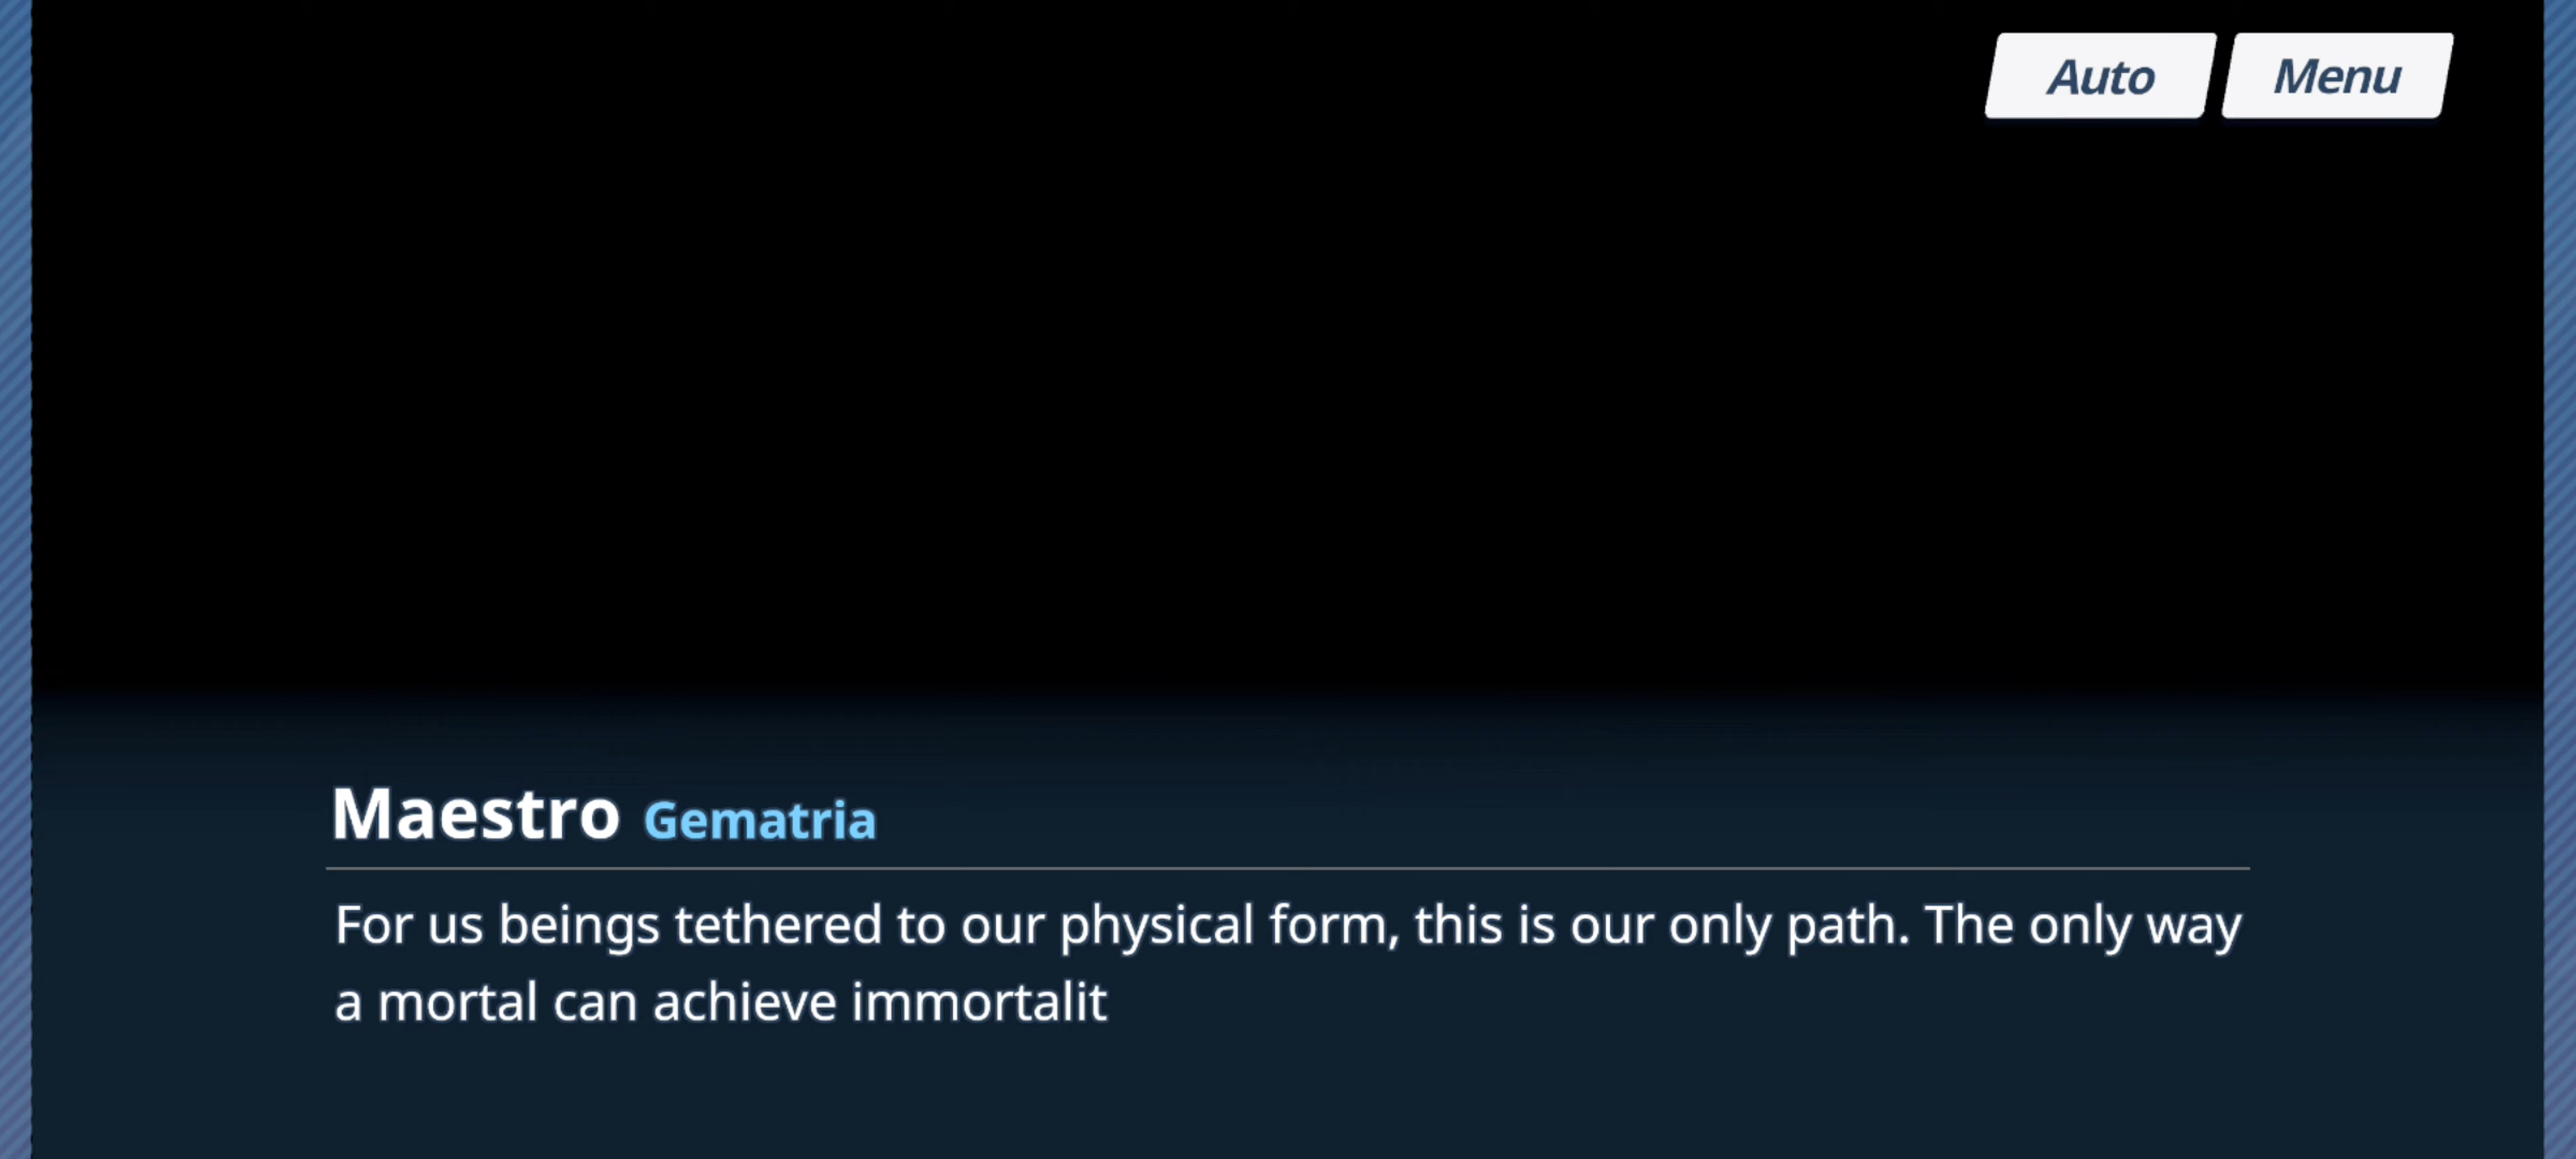 Auto Menu
Maestro Gematria
For us beings tethered to our physical form, this is our only path. The only way
a mortal can achieve immortalit